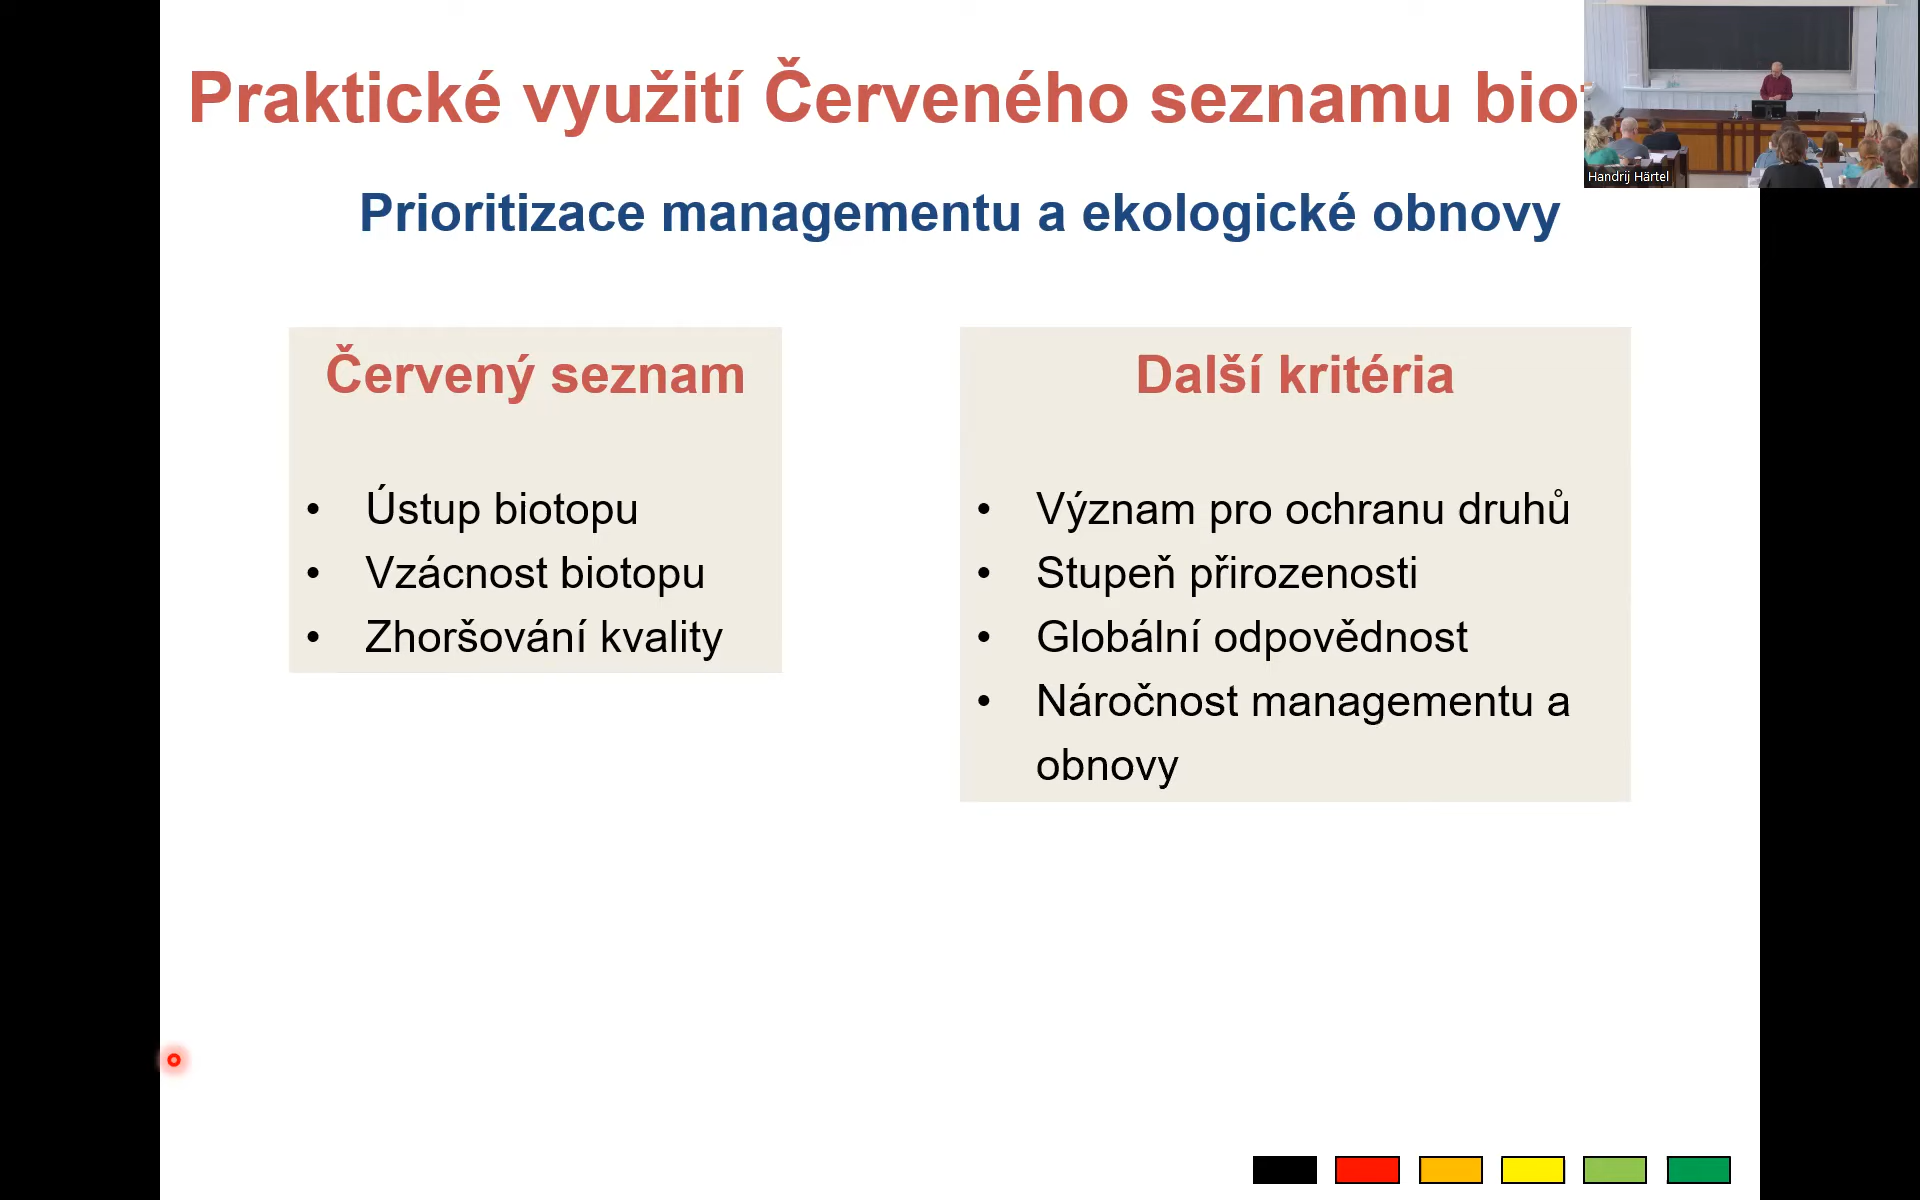 Praktické využití Červeného seznamu
Handrij Härtel
Prioritizace managementu a ekologické obnovy
Červený seznam
• Ústup biotopu
• Vzácnost biotopu
• Zhoršování kvality
Další kritéria
• Význam pro ochranu druhů
• Stupeň přirozenosti
• Globální odpovědnost
• Náročnost managementu a
obnovy